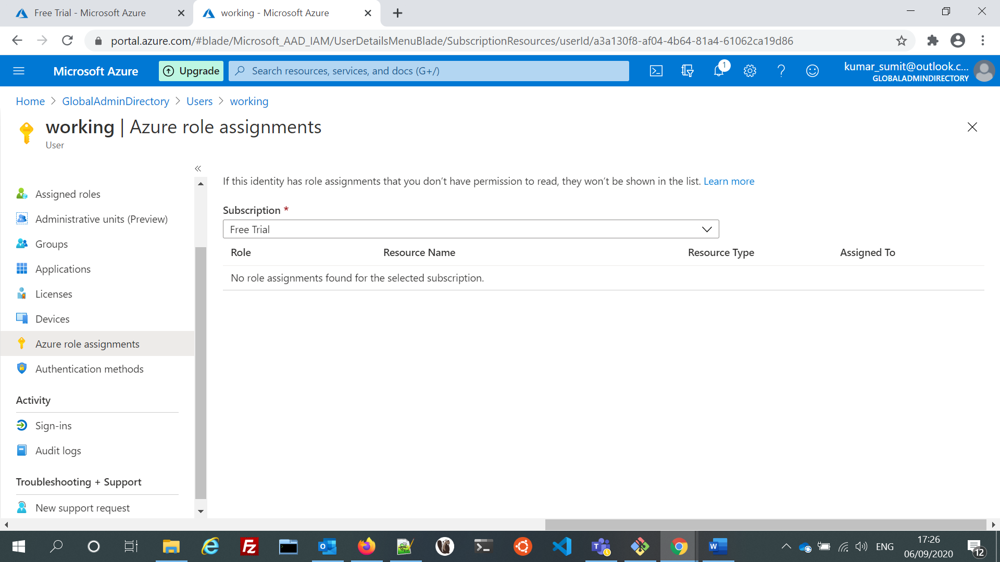 Free Trial - Microsoft Azure
working - Microsoft Azure
portal.azure.com/#blade/Microsoft_AAD_IAM/UserDetailsMenuBlade/SubscriptionResources/userId/a3a130f8-af04-4b64-81a4-61062ca19d86
Microsoft Azure
Upgrade
Search resources, services, and docs (G+/)
1
kumar_sumit@outlook.c...
GLOBALADMINDIRECTORY
Home > GlobalAdminDirectory > Users > working
working | Azure role assignments
User
«
If this identity has role assignments that you don’t have permission to read, they won’t be shown in the list. Learn more
Subscription *
Free Trial
Role Resource Name Resource Type Assigned To
No role assignments found for the selected subscription.
Assigned roles
Administrative units (Preview)
Groups
Applications
Licenses
Devices
Azure role assignments
Authentication methods
Activity
Sign-ins
Audit logs
Troubleshooting + Support
New support request
ENG
17:26
06/09/2020
12